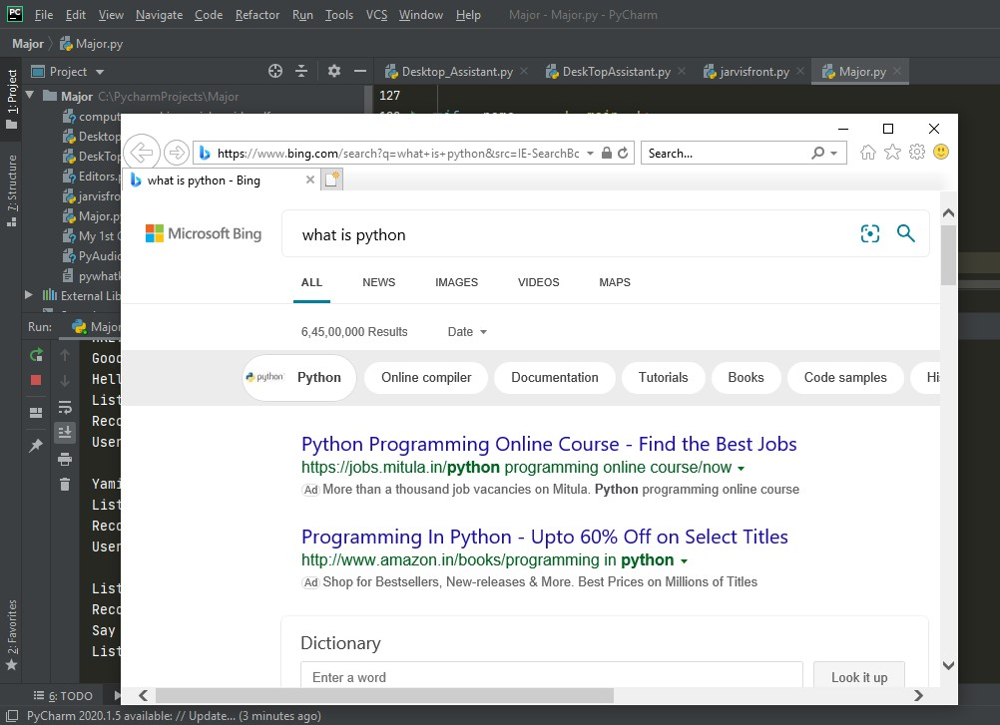 PC File Edit View Navigate Code Refactor Run Tools VCS Window Help Major - Major.py - PyCharm
Major Major.py
1: Project
7: Structure
2: Favorites
Project
Desktop_Assistant.py DeskTopAssistant.py jarvisfront.py Major.py
Major C:\PycharmProjects\Major
127
Desktop
DeskTop
Editors.p
jarvisfro
Major.py
My 1st
PyAudio
pywhatk
External Lib
Run: Major
Good
Hell
List
Reco
User
Yami
List
Reco
User
List
Reco
Say
List
https://www.bing.com/search?q=what+is+python&src=IE-SearchBo
Search...
what is python - Bing
Microsoft Bing
what is python
ALL NEWS IMAGES VIDEOS MAPS
6,45,00,000 Results Date
python Python Online compiler Documentation Tutorials Books Code samples Hi
Python Programming Online Course - Find the Best Jobs
https://jobs.mitula.in/python programming online course/now
Ad More than a thousand job vacancies on Mitula. Python programming online course
Programming In Python - Upto 60% Off on Select Titles
http://www.amazon.in/books/programming in python
Ad Shop for Bestsellers, New-releases & More. Best Prices on Millions of Titles
Dictionary
Enter a word Look it up
6: TODO
PyCharm 2020.1.5 available: // Update... (3 minutes ago)